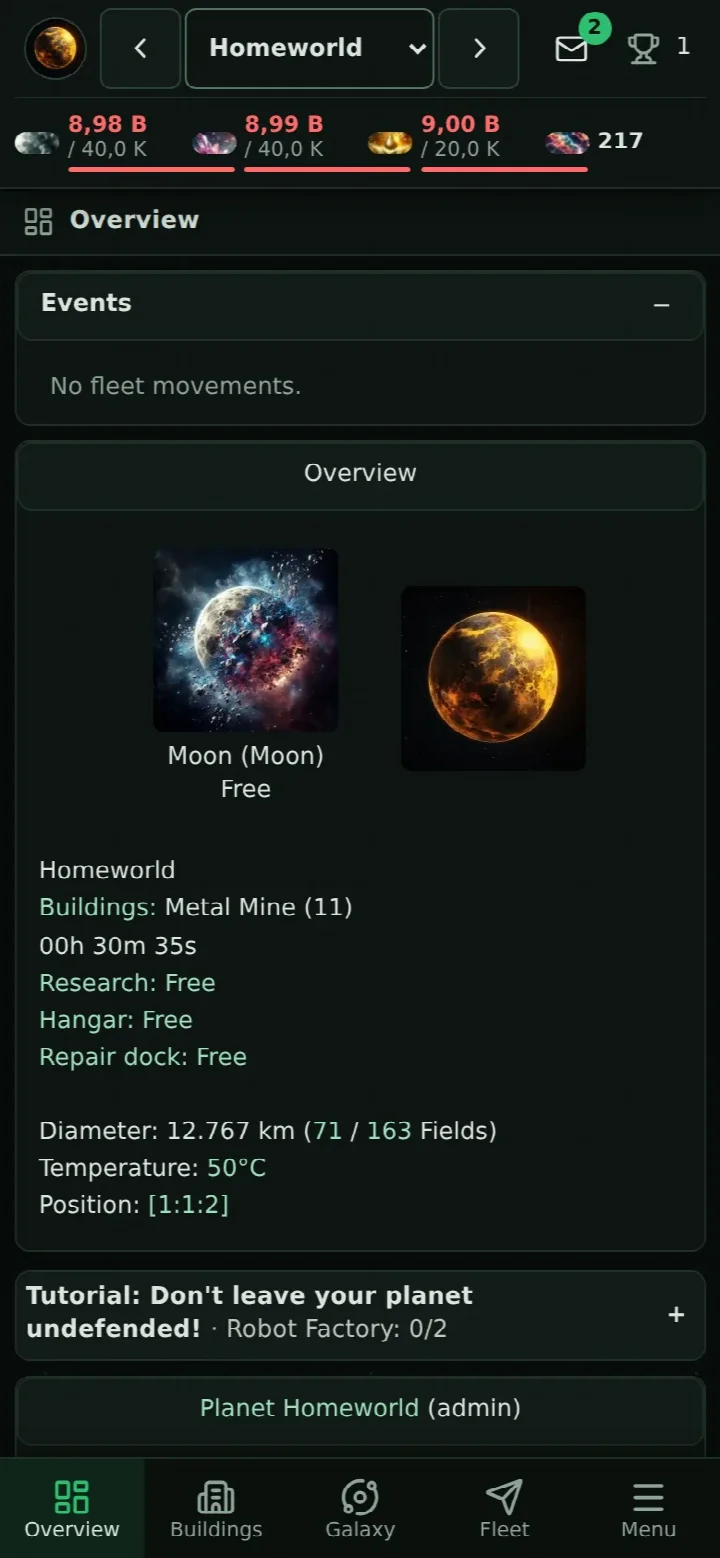 Homeworld
2
1
8,98 B
/ 40,0 K
8,99 B
/ 40,0 K
9,00 B
/ 20,0 K
217
Overview
Events
No fleet movements.
Overview
Moon (Moon)
Free
Homeworld
Buildings: Metal Mine (11)
00h 30m 35s
Research: Free
Hangar: Free
Repair dock: Free
Diameter: 12.767 km (71 / 163 Fields)
Temperature: 50°C
Position: [1:1:2]
Tutorial: Don't leave your planet
undefended! · Robot Factory: 0/2
Planet Homeworld (admin)
Overview
Buildings
Galaxy
Fleet
Menu